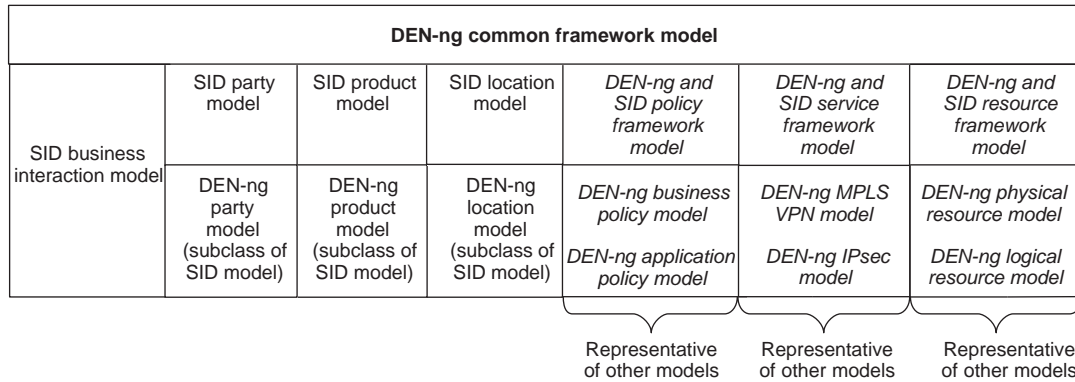 DEN-ng common framework model
SID business
interaction model
SID party
model
SID product
model
SID location
model
DEN-ng and
SID policy
framework
model
DEN-ng and
SID service
framework
model
DEN-ng and
SID resource
framework
model
DEN-ng
party
model
(subclass of
SID model)
DEN-ng
product
model
(subclass of
SID model)
DEN-ng
location
model
(subclass of
SID model)
DEN-ng business
policy model
DEN-ng application
policy model
DEN-ng MPLS
VPN model
DEN-ng IPsec
model
DEN-ng physical
resource model
DEN-ng logical
resource model
Representative
of other models
Representative
of other models
Representative
of other models